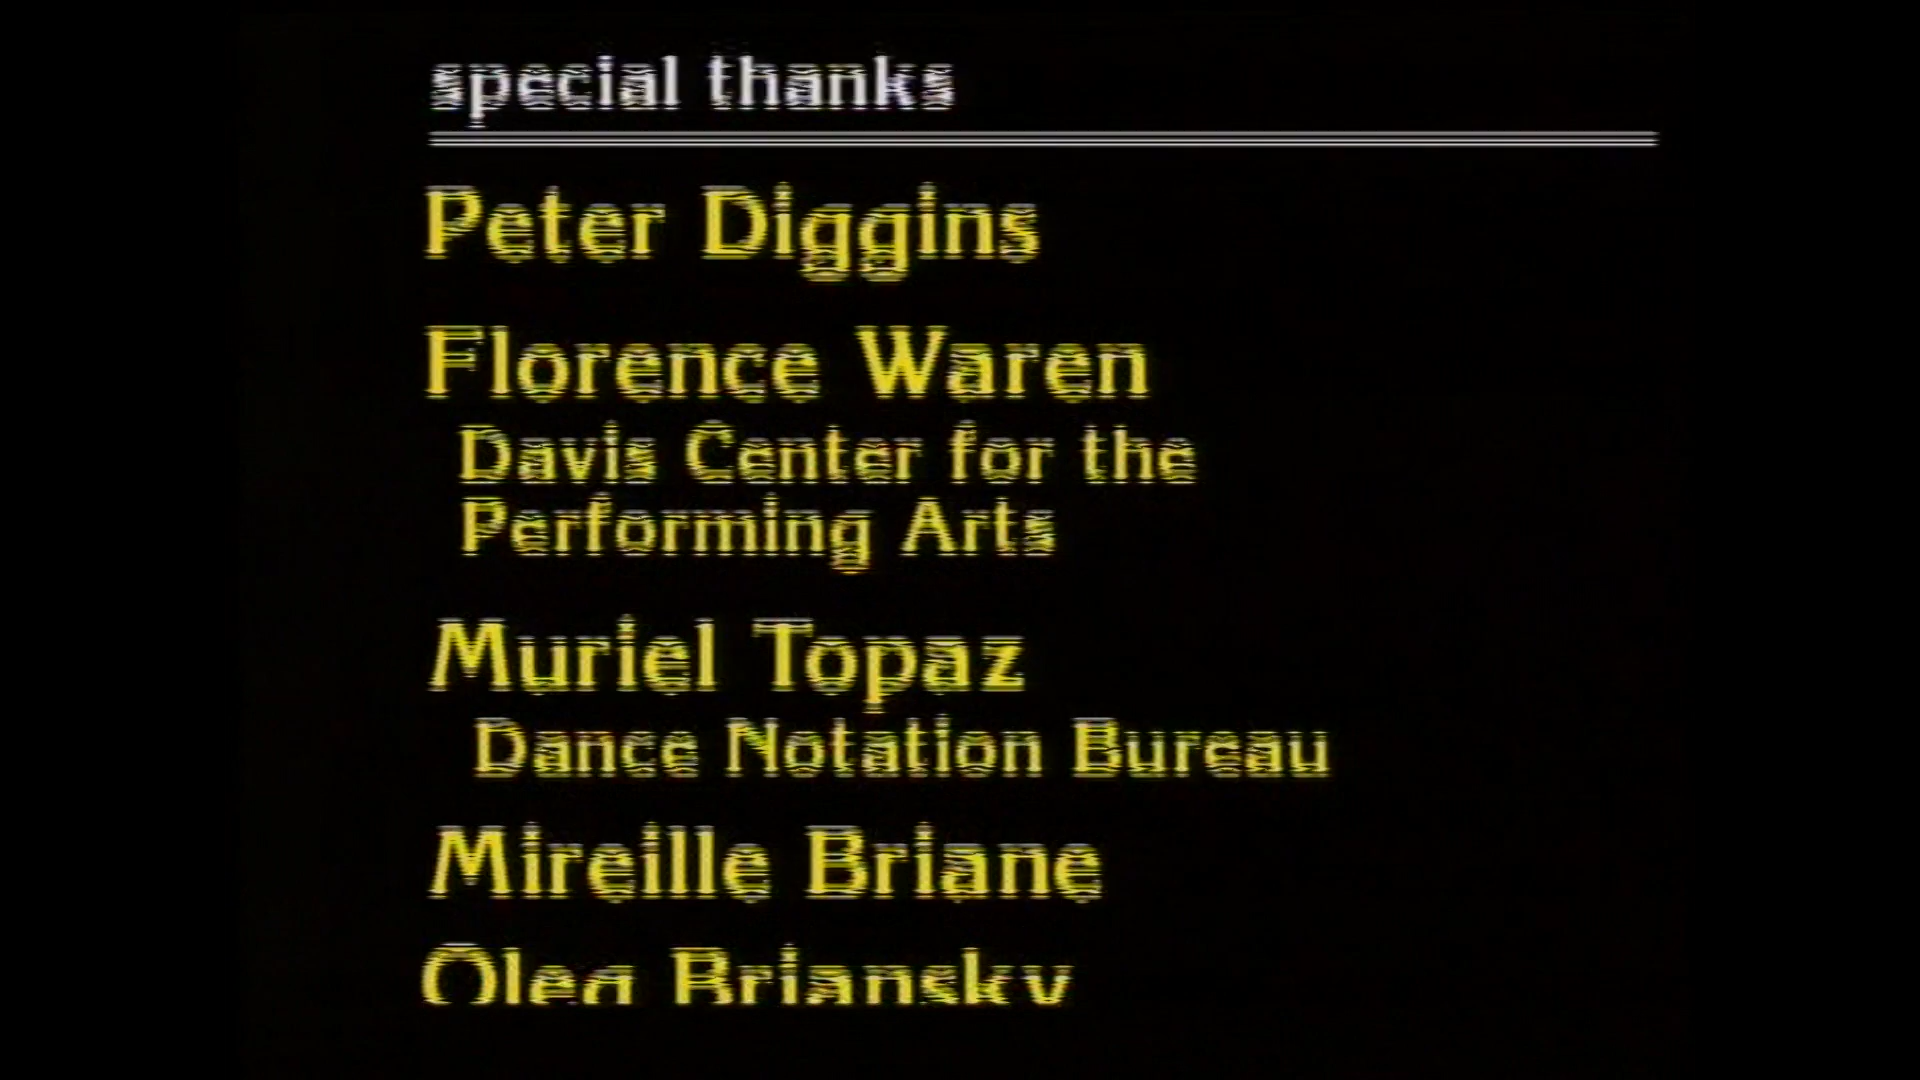 special thanks
Peter Diggins
Florence Waren
Davis Center for the
Performing Arts
Muriel Topaz
Dance Notation Bureau
Mireille Briane
Oleg Briansky